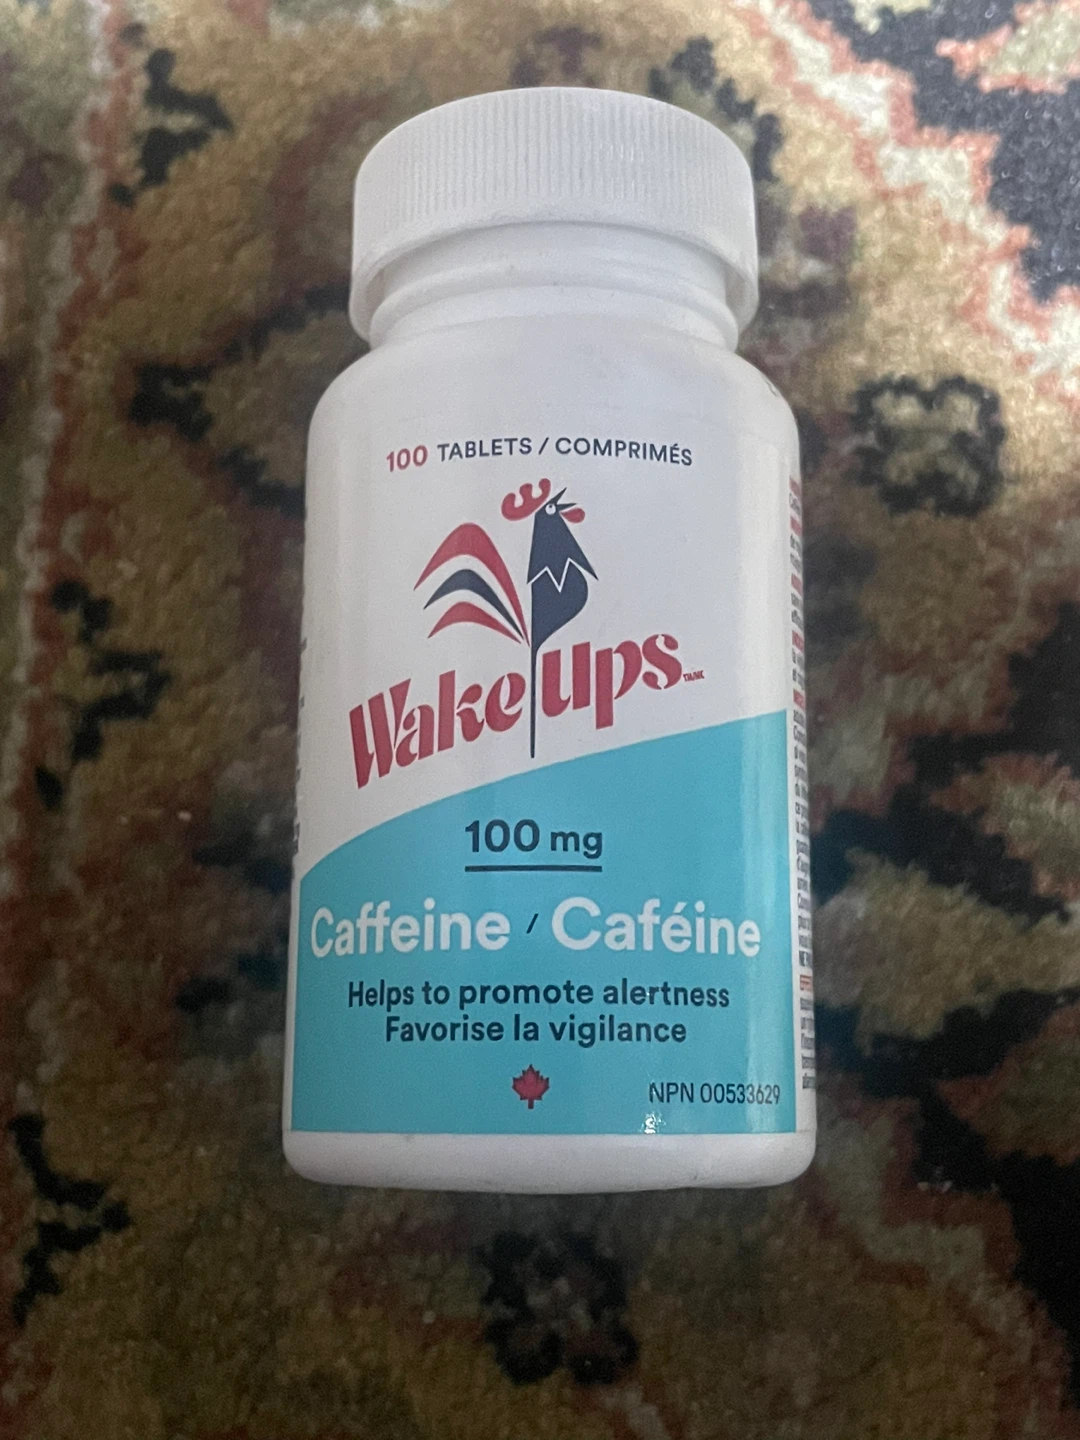 100 TABLETS / COMPRIMÉS
Wake Ups
100 mg
Caffeine / Caféine
Helps to promote alertness
Favorise la vigilance
NPN 00533629